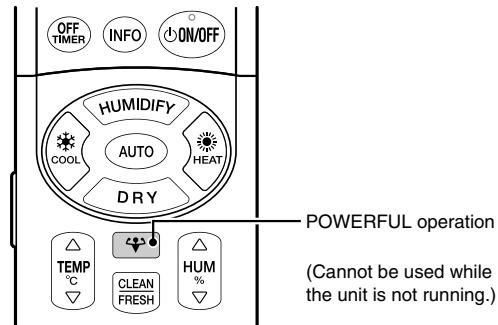 OFF
TIMER
INFO
ON/OFF
HUMIDIFY
COOL
AUTO
HEAT
DRY
POWERFUL operation
(Cannot be used while
the unit is not running.)
TEMP
°C
CLEAN
FRESH
HUM
%